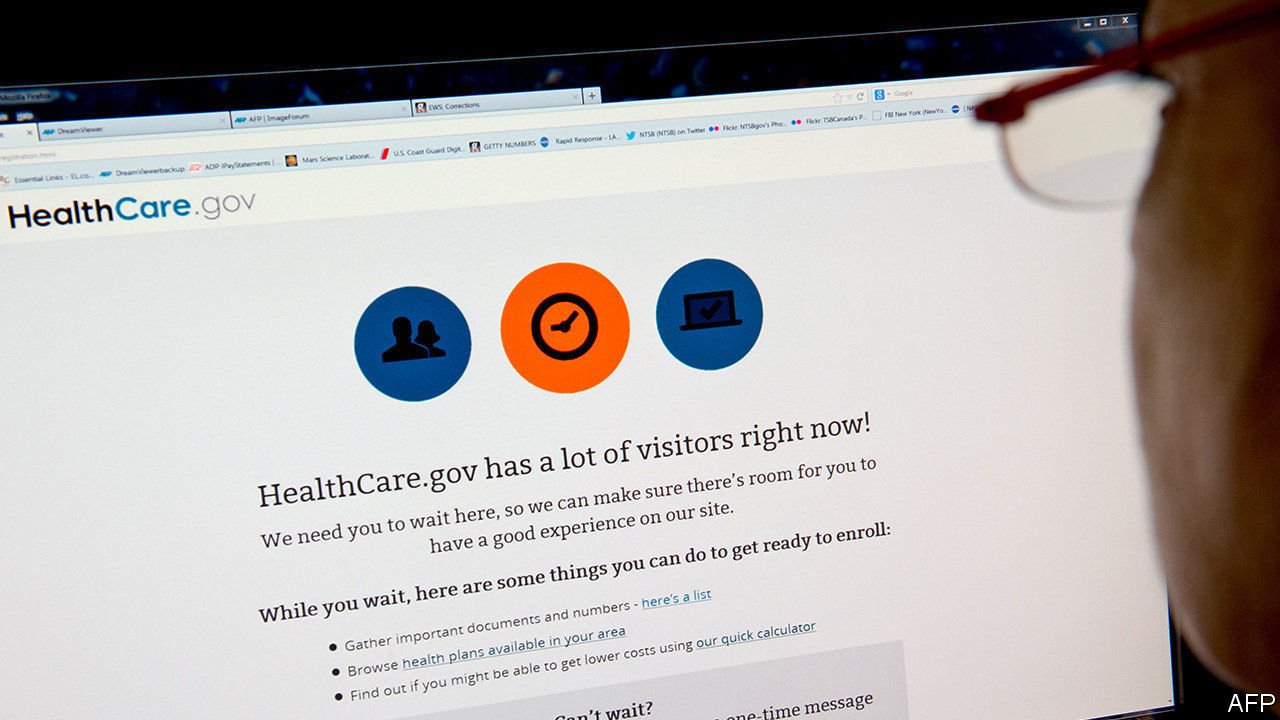 Mozilla Firefox
DreamViewer
AFP | ImageForum
EWS: Corrections
+
Google
registration.html
Essential Links - EL.co...
DreamViewerbackup
ADP iPayStatements |...
Mars Science Laborat...
U.S. Coast Guard Digit...
GETTY NUMBERS
Rapid Response - LA...
NTSB (NTSB) on Twitter
Flickr: NTSBgov's Pho...
Flickr: TSBCanada's P...
FBI New York (NewYo...
HealthCare.gov
HealthCare.gov has a lot of visitors right now!
We need you to wait here, so we can make sure there's room for you to
have a good experience on our site.
While you wait, here are some things you can do to get ready to enroll:
• Gather important documents and numbers - here's a list
• Browse health plans available in your area
• Find out if you might be able to get lower costs using our quick calculator
Can't wait?
one-time message
AFP